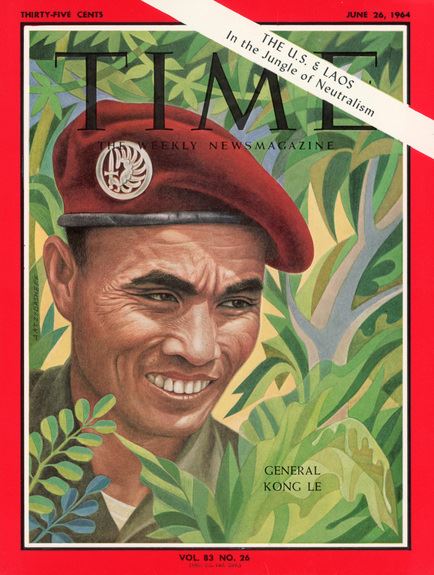 THIRTY-FIVE CENTS
JUNE 26, 1964
THE U.S. & LAOS
In the Jungle of Neutralism
TIME
THE WEEKLY NEWSMAGAZINE
ARTZYBASHEFF
GENERAL
KONG LE
VOL. 83 NO. 26